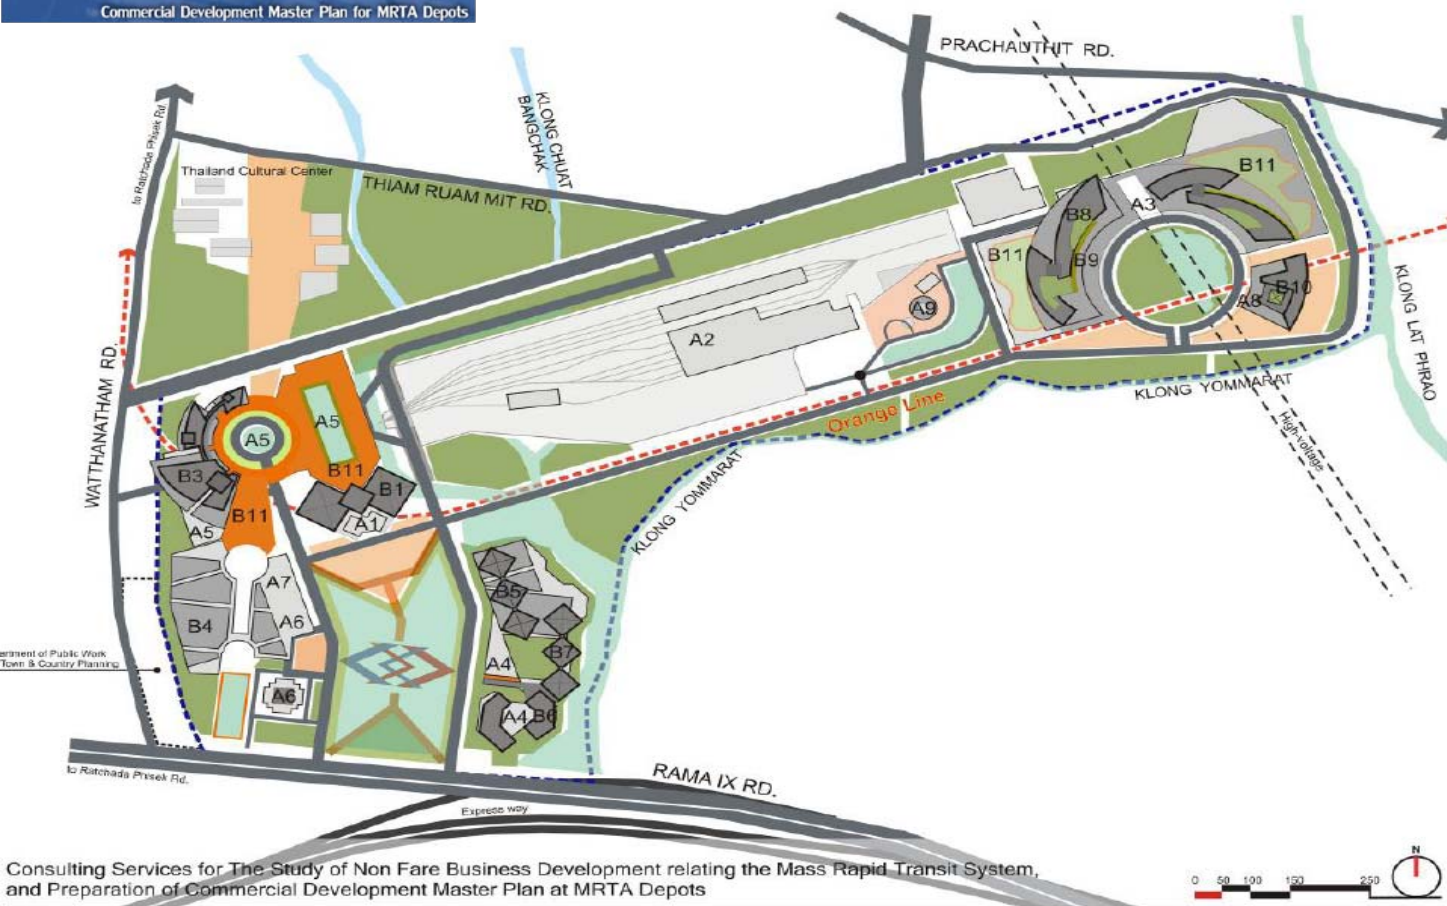 Commercial Development Master Plan for MRTA Depots
PRACHAUTHIT RD.
to Ratchada Phisek Rd.
KLONG CHUAT
BANGCHAK
Thailand Cultural Center
THIAM RUAM MIT RD.
B11
A3
B8
B11
B9
A8
B10
KLONG LAT PHRAO
A9
A2
WATTHANATHAM RD.
KLONG YOMMARAT
Orange Line
High-voltage
A5
A5
B11
B3
B1
KLONG YOMMARAT
B11
A5
A1
A7
B5
B4
A6
A4
B7
partment of Public Work
Town & Country Planning
A6
A4
B6
RAMA IX RD.
to Ratchada Phisek Rd.
Express way
Consulting Services for The Study of Non Fare Business Development relating the Mass Rapid Transit System,
and Preparation of Commercial Development Master Plan at MRTA Depots
N
0 50 100 150 250